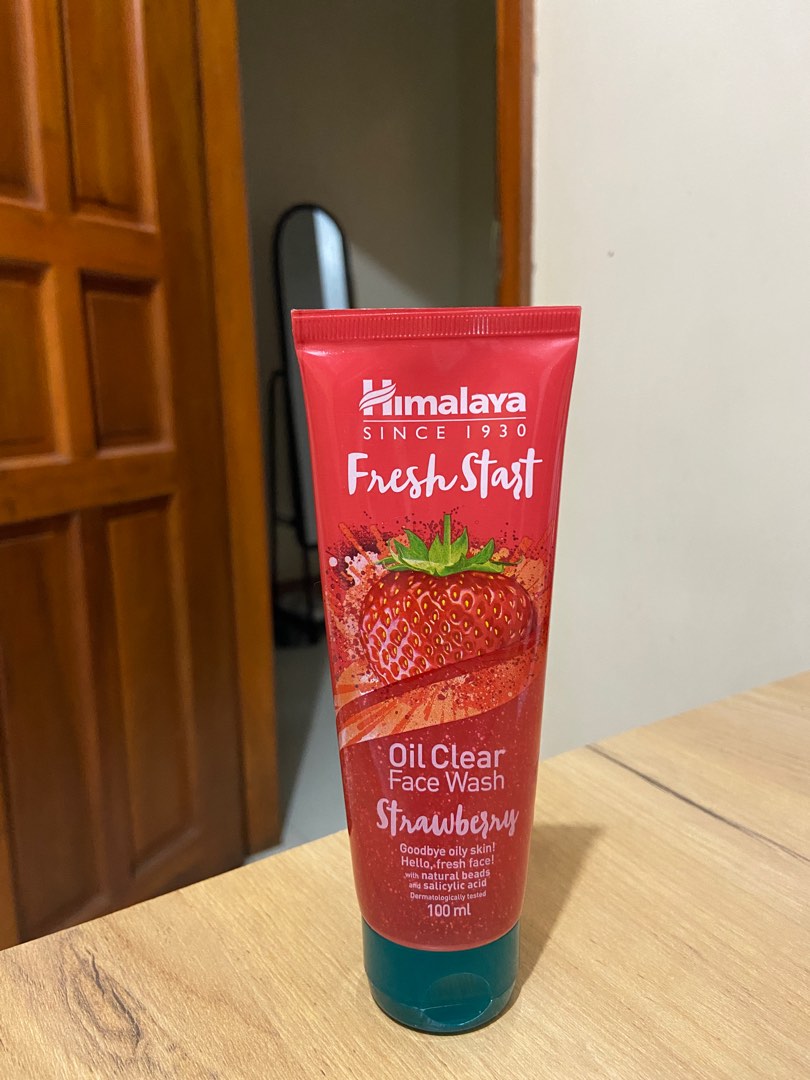 Himalaya
SINCE 1930
Fresh Start
Oil Clear
Face Wash
Strawberry
Goodbye oily skin!
Hello, fresh face!
with natural beads
and salicylic acid
Dermatologically tested
100 ml